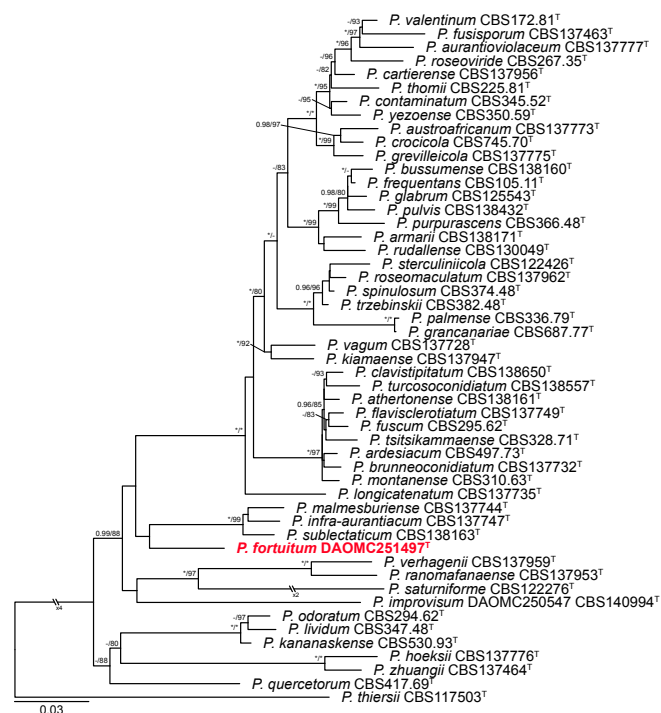 -/93
P. valentinum CBS172.81T
P. fusisporum CBS137463T
*/96
P. aurantioviolaceum CBS137777T
*/96
P. roseoviride CBS267.35T
-/96
P. cartierense CBS137956T
-/82
P. thomii CBS225.81T
*/95
P. contaminatum CBS345.52T
-/95
P. yezoense CBS350.59T
*/*
0.98/97
P. austroafricanum CBS137773T
P. crocicola CBS745.70T
*/99
P. grevilleicola CBS137775T
-/83
P. bussumense CBS138160T
*/-
P. frequentans CBS105.11T
0.98/80
P. glabrum CBS125543T
*/99
P. pulvis CBS138432T
P. purpurascens CBS366.48T
*/99
P. armarii CBS138171T
*/-
P. rudallense CBS130049T
P. sterculiniicola CBS122426T
P. roseomaculatum CBS137962T
0.96/96
P. spinulosum CBS374.48T
*/80
P. trzebinskii CBS382.48T
*/*
P. palmense CBS336.79T
*/*
P. grancanariae CBS687.77T
*/92
P. vagum CBS137728T
P. kiamaense CBS137947T
-/93
P. clavistipitatum CBS138650T
P. turcosoconidiatum CBS138557T
P. athertonense CBS138161T
0.96/85
P. flavisclerotiatum CBS137749T
-/83
P. fuscum CBS295.62T
*/*
P. tsitsikammaense CBS328.71T
P. ardesiacum CBS497.73T
*/97
P. brunneoconidiatum CBS137732T
P. montanense CBS310.63T
P. longicatenatum CBS137735T
P. malmesburiense CBS137744T
*/99
P. infra-aurantiacum CBS137747T
0.99/88
P. sublectaticum CBS138163T
P. fortuitum DAOMC251497T
*/*
P. verhagenii CBS137959T
*/97
P. ranomafanaense CBS137953T
P. saturniforme CBS122276T
x2
x4
P. improvisum DAOMC250547 CBS140994T
-/97
P. odoratum CBS294.62T
*/*
P. lividum CBS347.48T
-/80
P. kananaskense CBS530.93T
*/*
P. hoeksii CBS137776T
-/88
P. zhuangii CBS137464T
P. quercetorum CBS417.69T
P. thiersii CBS117503T
0.03